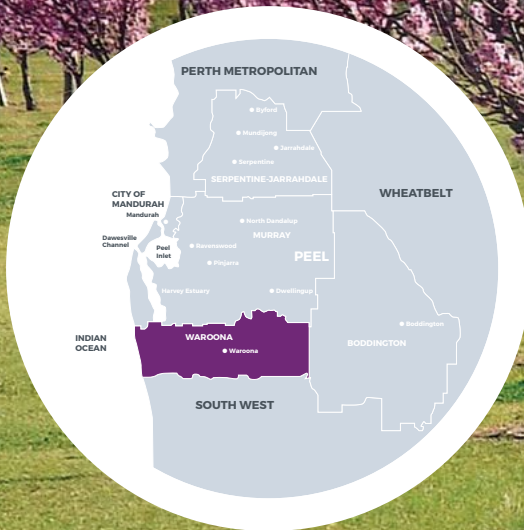 PERTH METROPOLITAN
Byford
Mundijong
Jarrahdale
Serpentine
SERPENTINE-JARRAHDALE
WHEATBELT
CITY OF
MANDURAH
Mandurah
North Dandalup
MURRAY
Dawesville
Channel
Peel
Inlet
Ravenswood
PEEL
Pinjarra
Harvey Estuary
Dwellingup
Boddington
BODDINGTON
INDIAN
OCEAN
WAROONA
Waroona
SOUTH WEST